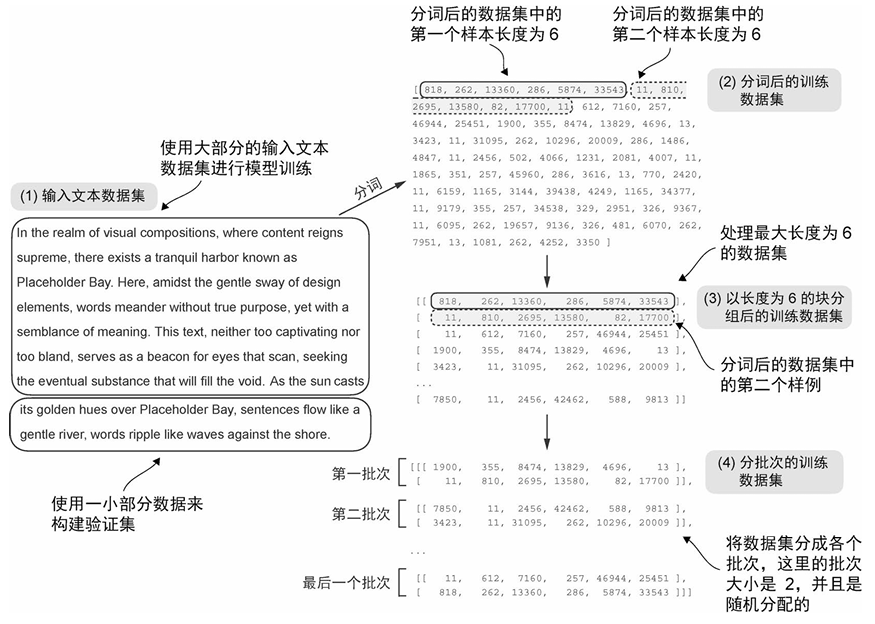 分词后的数据集中的
第一个样本长度为 6
分词后的数据集中的
第二个样本长度为 6
[ 818, 262, 13360, 286, 5874, 33543, 11, 810,
2695, 13580, 82, 17700, 11, 612, 7160, 257,
46944, 25451, 1900, 355, 8474, 13829, 4696, 13,
3423, 11, 31095, 262, 10296, 20009, 286, 1486,
4847, 11, 2456, 502, 4066, 1231, 2081, 4007, 11,
1865, 351, 257, 45960, 286, 3616, 13, 770, 2420,
11, 6159, 1165, 3144, 39438, 4249, 1165, 34377,
11, 9179, 355, 257, 34538, 329, 2951, 326, 9367,
11, 6095, 262, 19657, 9136, 326, 481, 6070, 262,
7951, 13, 1081, 262, 4252, 3350 ]
(2) 分词后的训练
数据集
使用大部分的输入文本
数据集进行模型训练
(1) 输入文本数据集
分词
In the realm of visual compositions, where content reigns
supreme, there exists a tranquil harbor known as
Placeholder Bay. Here, amidst the gentle sway of design
elements, words meander without true purpose, yet with a
semblance of meaning. This text, neither too captivating nor
too bland, serves as a beacon for eyes that scan, seeking
the eventual substance that will fill the void. As the sun casts
its golden hues over Placeholder Bay, sentences flow like a
gentle river, words ripple like waves against the shore.
使用一小部分数据来
构建验证集
处理最大长度为 6
的数据集
[[ 818, 262, 13360, 286, 5874, 33543 ],
[ 11, 810, 2695, 13580, 82, 17700 ],
[ 11, 612, 7160, 257, 46944, 25451 ],
[ 1900, 355, 8474, 13829, 4696, 13 ],
[ 3423, 11, 31095, 262, 10296, 20009 ],
...
[ 7850, 11, 2456, 42462, 588, 9813 ]]
(3) 以长度为 6 的块分
组后的训练数据集
分词后的数据集中
的第二个样例
第一批次
[[[ 1900, 355, 8474, 13829, 4696, 13 ],
[ 11, 810, 2695, 13580, 82, 17700 ]],
第二批次
[[ 7850, 11, 2456, 42462, 588, 9813 ],
[ 3423, 11, 31095, 262, 10296, 20009 ]],
...
最后一个批次
[[ 11, 612, 7160, 257, 46944, 25451 ],
[ 818, 262, 13360, 286, 5874, 33543 ]]]
(4) 分批次的训练
数据集
将数据集分成各个
批次，这里的批次
大小是 2，并且是
随机分配的